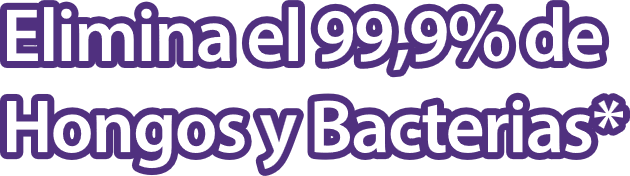 Elimina el 99,9% de
Hongos y Bacterias*